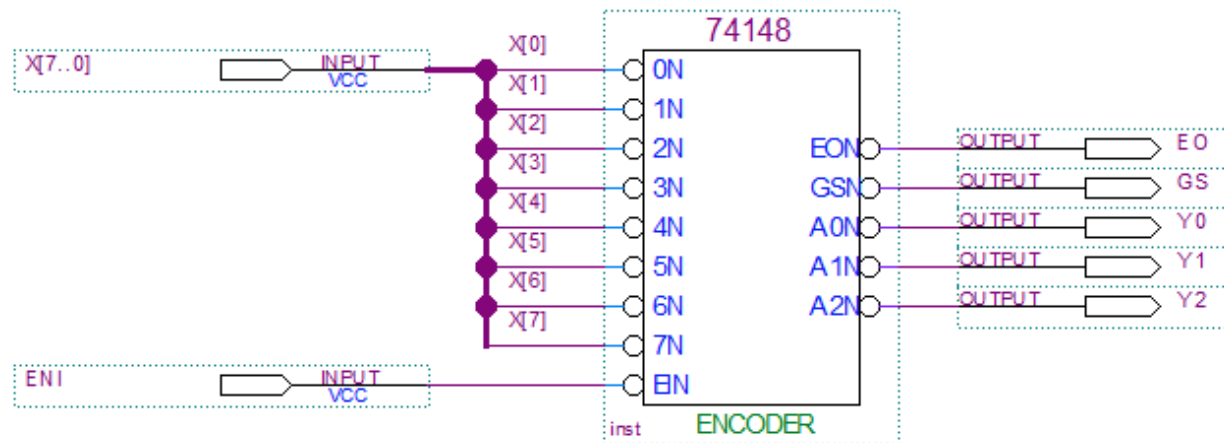 74148
X[7..0] INPUT
VCC
X[0] 0N
X[1] 1N
X[2] 2N
X[3] 3N
X[4] 4N
X[5] 5N
X[6] 6N
X[7] 7N
EON OUTPUT EO
GSN OUTPUT GS
A0N OUTPUT Y0
A1N OUTPUT Y1
A2N OUTPUT Y2
ENI INPUT
VCC
EIN
inst ENCODER